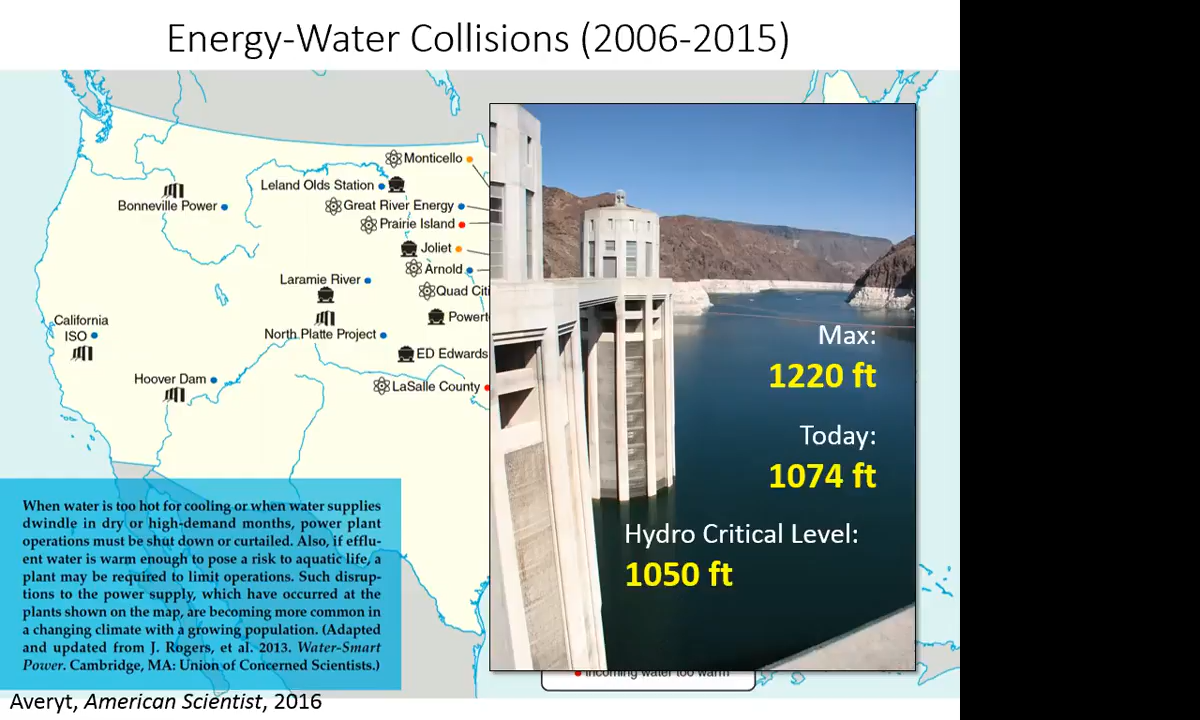 Energy-Water Collisions (2006-2015)
Monticello
Leland Olds Station
Bonneville Power
Great River Energy
Prairie Island
Joliet
Arnold
Laramie River
Quad Citi
California
ISO
Powert
North Platte Project
ED Edwards
Hoover Dam
LaSalle County
Max:
1220 ft
Today:
1074 ft
Hydro Critical Level:
1050 ft
When water is too hot for cooling or when water supplies
dwindle in dry or high-demand months, power plant
operations must be shut down or curtailed. Also, if efflu-
ent water is warm enough to pose a risk to aquatic life, a
plant may be required to limit operations. Such disrup-
tions to the power supply, which have occurred at the
plants shown on the map, are becoming more common in
a changing climate with a growing population. (Adapted
and updated from J. Rogers, et al. 2013. Water-Smart
Power. Cambridge, MA: Union of Concerned Scientists.)
Incoming water too warm
Averyt, American Scientist, 2016